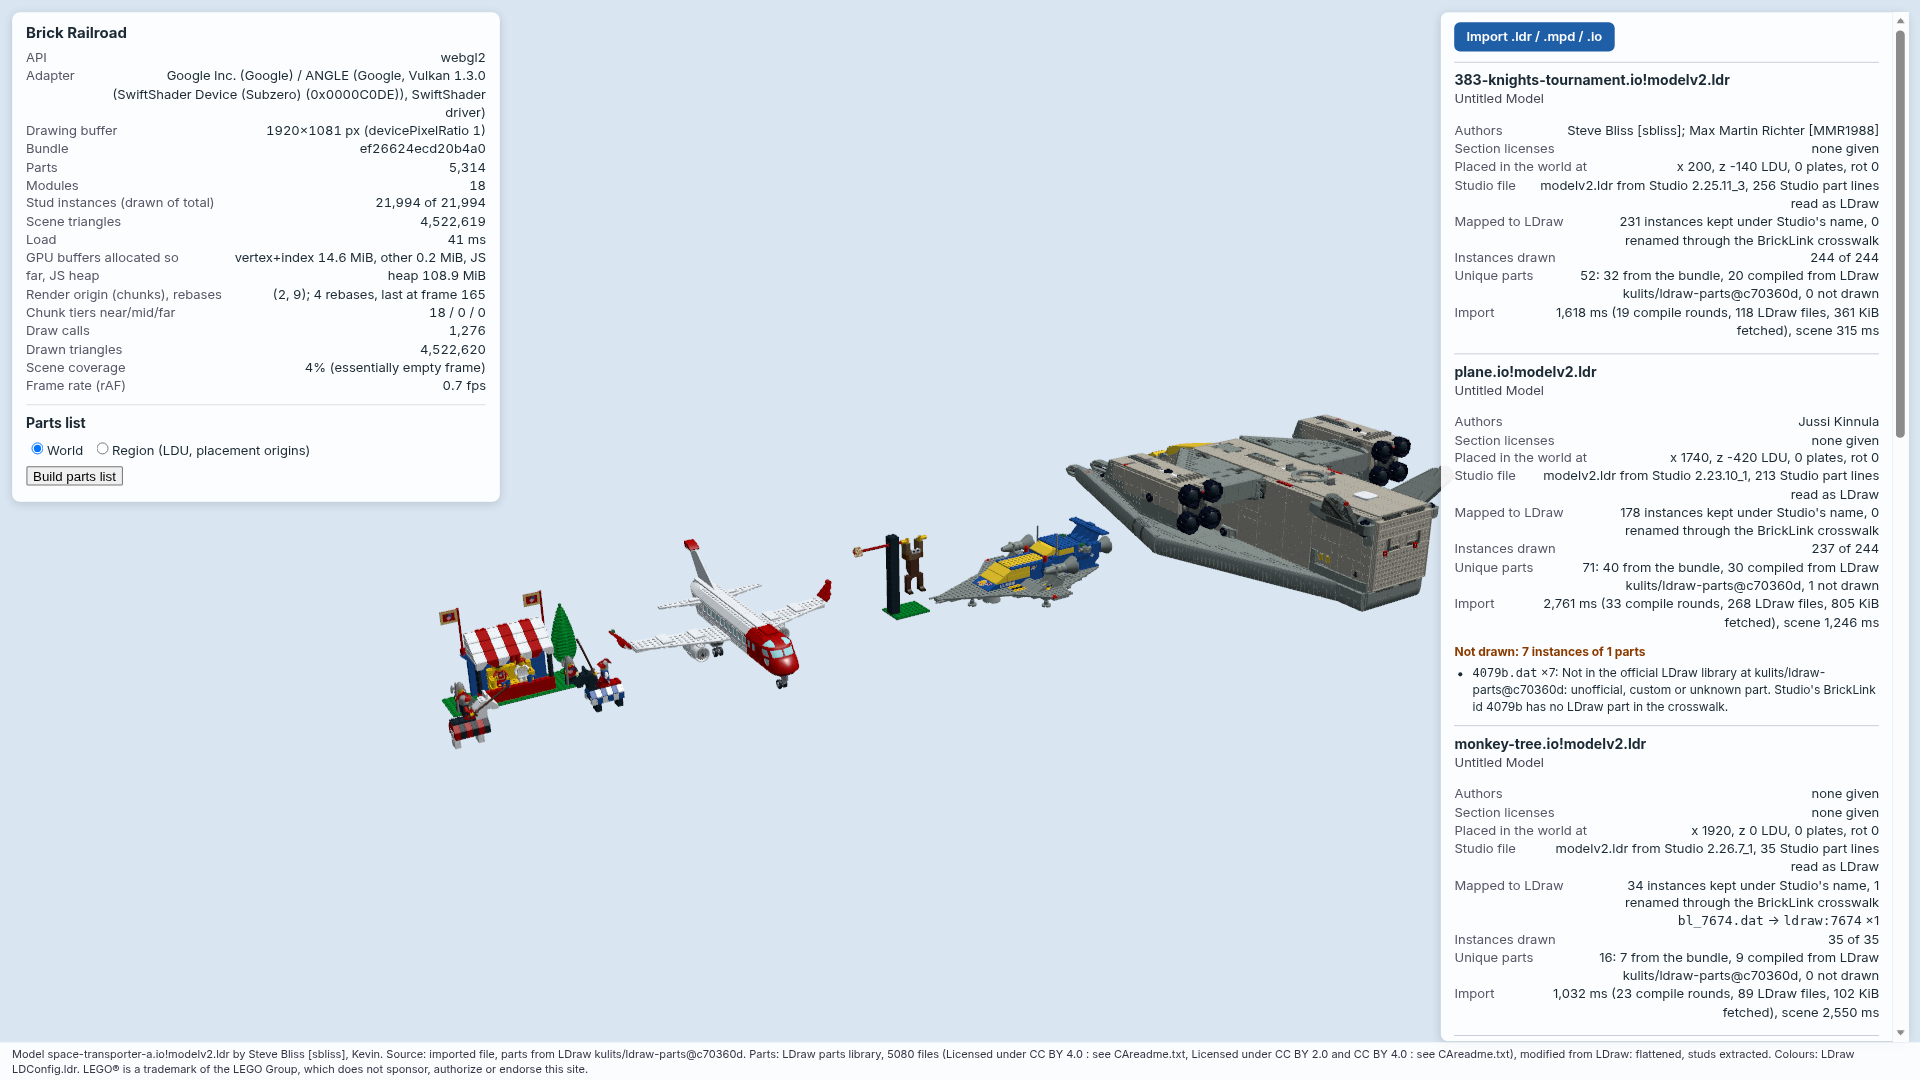 Brick Railroad
API webgl2
Adapter Google Inc. (Google) / ANGLE (Google, Vulkan 1.3.0
(SwiftShader Device (Subzero) (0x0000C0DE)), SwiftShader
driver)
Drawing buffer 1920×1081 px (devicePixelRatio 1)
Bundle ef26624ecd20b4a0
Parts 5,314
Modules 18
Stud instances (drawn of total) 21,994 of 21,994
Scene triangles 4,522,619
Load 41 ms
GPU buffers allocated so vertex+index 14.6 MiB, other 0.2 MiB, JS
far, JS heap heap 108.9 MiB
Render origin (chunks), rebases (2, 9); 4 rebases, last at frame 165
Chunk tiers near/mid/far 18 / 0 / 0
Draw calls 1,276
Drawn triangles 4,522,620
Scene coverage 4% (essentially empty frame)
Frame rate (rAF) 0.7 fps
Parts list
World Region (LDU, placement origins)
Build parts list
Import .ldr / .mpd / .io
383-knights-tournament.io!modelv2.ldr
Untitled Model
Authors Steve Bliss [sbliss]; Max Martin Richter [MMR1988]
Section licenses none given
Placed in the world at x 200, z -140 LDU, 0 plates, rot 0
Studio file modelv2.ldr from Studio 2.25.11_3, 256 Studio part lines
read as LDraw
Mapped to LDraw 231 instances kept under Studio's name, 0
renamed through the BrickLink crosswalk
Instances drawn 244 of 244
Unique parts 52: 32 from the bundle, 20 compiled from LDraw
kulits/ldraw-parts@c70360d, 0 not drawn
Import 1,618 ms (19 compile rounds, 118 LDraw files, 361 KiB
fetched), scene 315 ms
plane.io!modelv2.ldr
Untitled Model
Authors Jussi Kinnula
Section licenses none given
Placed in the world at x 1740, z -420 LDU, 0 plates, rot 0
Studio file modelv2.ldr from Studio 2.23.10_1, 213 Studio part lines
read as LDraw
Mapped to LDraw 178 instances kept under Studio's name, 0
renamed through the BrickLink crosswalk
Instances drawn 237 of 244
Unique parts 71: 40 from the bundle, 30 compiled from LDraw
kulits/ldraw-parts@c70360d, 1 not drawn
Import 2,761 ms (33 compile rounds, 268 LDraw files, 805 KiB
fetched), scene 1,246 ms
Not drawn: 7 instances of 1 parts
• 4079b.dat ×7: Not in the official LDraw library at kulits/ldraw-
parts@c70360d: unofficial, custom or unknown part. Studio's BrickLink
id 4079b has no LDraw part in the crosswalk.
monkey-tree.io!modelv2.ldr
Untitled Model
Authors none given
Section licenses none given
Placed in the world at x 1920, z 0 LDU, 0 plates, rot 0
Studio file modelv2.ldr from Studio 2.26.7_1, 35 Studio part lines
read as LDraw
Mapped to LDraw 34 instances kept under Studio's name, 1
renamed through the BrickLink crosswalk
bl_7674.dat → ldraw:7674 ×1
Instances drawn 35 of 35
Unique parts 16: 7 from the bundle, 9 compiled from LDraw
kulits/ldraw-parts@c70360d, 0 not drawn
Import 1,032 ms (23 compile rounds, 89 LDraw files, 102 KiB
fetched), scene 2,550 ms
Model space-transporter-a.io!modelv2.ldr by Steve Bliss [sbliss], Kevin. Source: imported file, parts from LDraw kulits/ldraw-parts@c70360d. Parts: LDraw parts library, 5080 files (Licensed under CC BY 4.0 : see CAreadme.txt, Licensed under CC BY 2.0 and CC BY 4.0 : see CAreadme.txt), modified from LDraw: flattened, studs extracted. Colours: LDraw
LDConfig.ldr. LEGO® is a trademark of the LEGO Group, which does not sponsor, authorize or endorse this site.